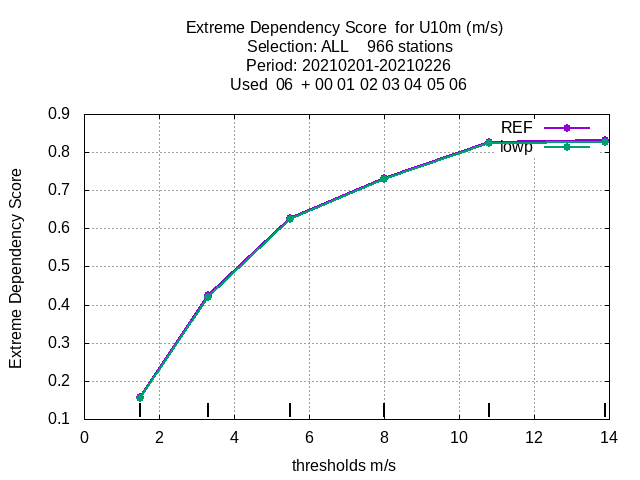 Extreme Dependency Score  for U10m (m/s)
Selection: ALL    966 stations
Period: 20210201-20210226
Used  06  + 00 01 02 03 04 05 06
REF
lowp
Extreme Dependency Score
0.9
0.8
0.7
0.6
0.5
0.4
0.3
0.2
0.1
0 2 4 6 8 10 12 14
thresholds m/s